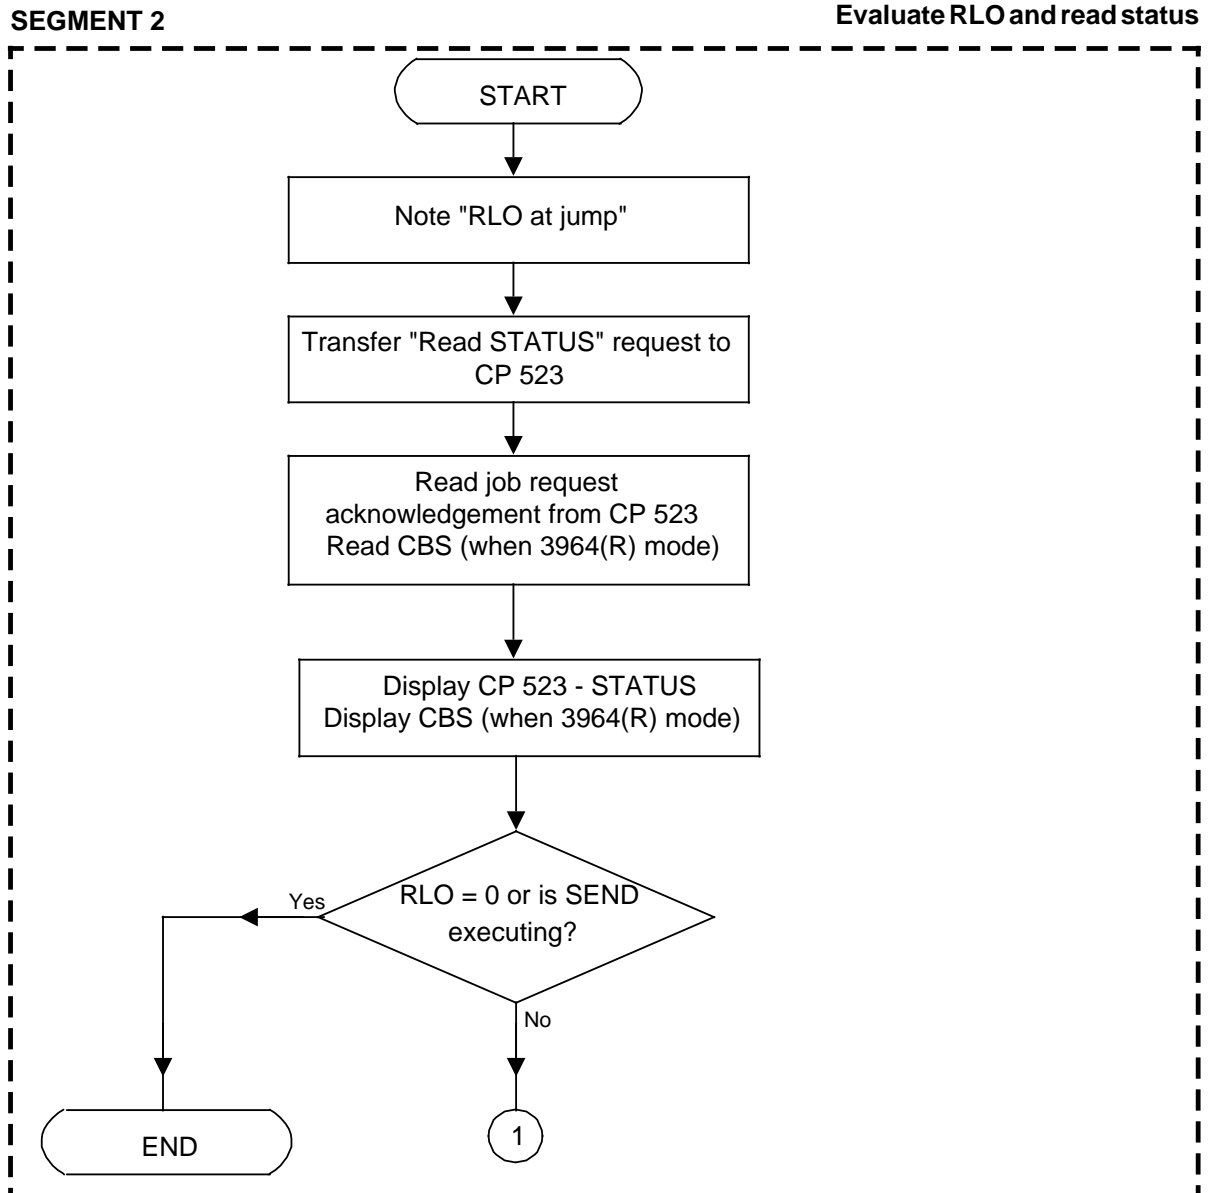 SEGMENT 2
Evaluate RLO and read status
START
Note "RLO at jump"
Transfer "Read STATUS" request to
CP 523
Read job request
acknowledgement from CP 523
Read CBS (when 3964(R) mode)
Display CP 523 - STATUS
Display CBS (when 3964(R) mode)
RLO = 0 or is SEND
executing?
Yes
No
END
1